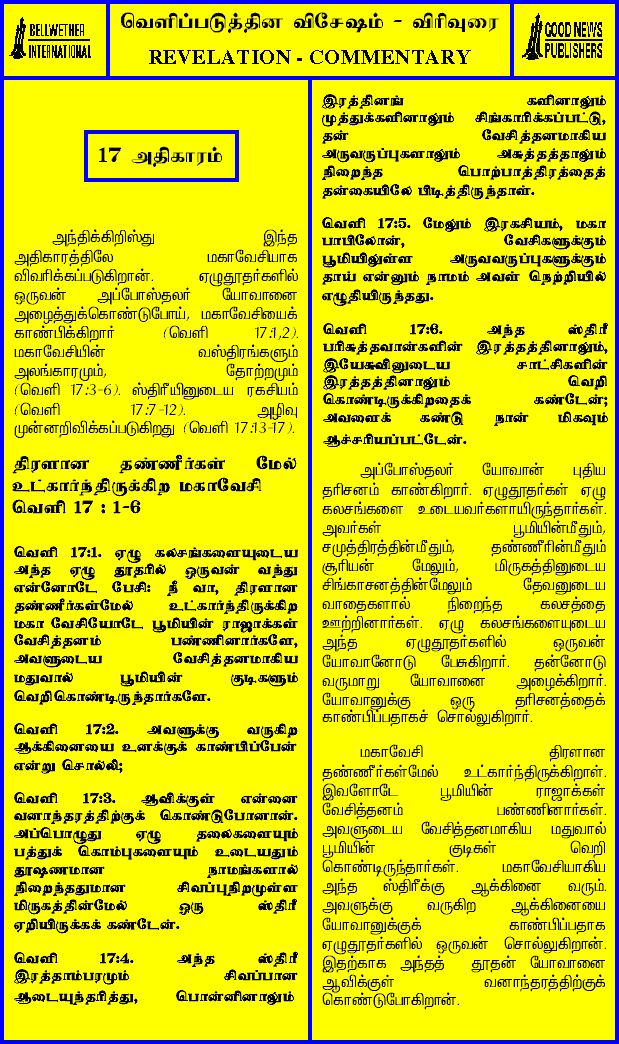 BELLWETHER
INTERNATIONAL
வெளிப்படுத்தின விசேஷம் - விரிவுரை
REVELATION - COMMENTARY
GOOD NEWS
PUBLISHERS
17 அதிகாரம்
அந்திக்கிறிஸ்து இந்த
அதிகாரத்திலே மகாவேசியாக
விவரிக்கப்படுகிறான். ஏழுதூதர்களில்
ஒருவன் அப்போஸ்தலர் யோவானை
அழைத்துக்கொண்டுபோய், மகாவேசியைக்
காண்பிக்கிறார் (வெளி 17:1,2).
மகாவேசியின் வஸ்திரங்களும்
அலங்காரமும், தோற்றமும்
(வெளி 17:3-6). ஸ்திரீயினுடைய ரகசியம்
(வெளி 17:7-12). அழிவு
முன்னறிவிக்கப்படுகிறது (வெளி 17:13-17).
திரளான தண்ணீர்கள் மேல்
உட்கார்ந்திருக்கிற மகாவேசி
வெளி 17 : 1-6
வெளி 17:1. ஏழு கலசங்களையுடைய
அந்த ஏழு தூதரில் ஒருவன் வந்து
என்னோடே பேசி: நீ வா, திரளான
தண்ணீர்கள்மேல் உட்கார்ந்திருக்கிற
மகா வேசியோடே பூமியின் ராஜாக்கள்
வேசித்தனம் பண்ணினார்களே,
அவளுடைய வேசித்தனமாகிய
மதுவால் பூமியின் குடிகளும்
வெறிகொண்டிருந்தார்களே.
வெளி 17:2. அவளுக்கு வருகிற
ஆக்கினையை உனக்குக் காண்பிப்பேன்
என்று சொல்லி;
வெளி 17:3. ஆவிக்குள் என்னை
வனாந்தரத்திற்குக் கொண்டுபோனான்.
அப்பொழுது ஏழு தலைகளையும்
பத்துக் கொம்புகளையும் உடையதும்
தூஷணமான நாமங்களால்
நிறைந்ததுமான சிவப்புநிறமுள்ள
மிருகத்தின்மேல் ஒரு ஸ்திரீ
ஏறியிருக்கக் கண்டேன்.
வெளி 17:4. அந்த ஸ்திரீ
இரத்தாம்பரமும் சிவப்பான
ஆடையுந்தரித்து, பொன்னினாலும்
இரத்தினங் களினாலும்
முத்துக்களினாலும் சிங்காரிக்கப்பட்டு,
தன் வேசித்தனமாகிய
அருவருப்புகளாலும் அசுத்தத்தாலும்
நிறைந்த பொற்பாத்திரத்தைத்
தன்கையிலே பிடித்திருந்தாள்.
வெளி 17:5. மேலும் இரகசியம், மகா
பாபிலோன், வேசிகளுக்கும்
பூமியிலுள்ள அருவவருப்புகளுக்கும்
தாய் என்னும் நாமம் அவள் நெற்றியில்
எழுதியிருந்தது.
வெளி 17:6. அந்த ஸ்திரீ
பரிசுத்தவான்களின் இரத்தத்தினாலும்,
இயேசுவினுடைய சாட்சிகளின்
இரத்தத்தினாலும் வெறி
கொண்டிருக்கிறதைக் கண்டேன்;
அவளைக் கண்டு நான் மிகவும்
ஆச்சரியப்பட்டேன்.
அப்போஸ்தலர் யோவான் புதிய
தரிசனம் காண்கிறார். ஏழுதூதர்கள் ஏழு
கலசங்களை உடையவர்களாயிருந்தார்கள்.
அவர்கள் பூமியின்மீதும்,
சமுத்திரத்தின்மீதும், தண்ணீரின்மீதும்
சூரியன் மேலும், மிருகத்தினுடைய
சிங்காசனத்தின்மேலும் தேவனுடைய
வாதைகளால் நிறைந்த கலசத்தை
ஊற்றினார்கள். ஏழு கலசங்களையுடைய
அந்த ஏழுதூதர்களில் ஒருவன்
யோவானோடு பேசுகிறார். தன்னோடு
வருமாறு யோவானை அழைக்கிறார்.
யோவானுக்கு ஒரு தரிசனத்தைக்
காண்பிப்பதாகச் சொல்லுகிறார்.
மகாவேசி திரளான
தண்ணீர்கள்மேல் உட்கார்ந்திருக்கிறாள்.
இவளோடே பூமியின் ராஜாக்கள்
வேசித்தனம் பண்ணினார்கள்.
அவளுடைய வேசித்தனமாகிய மதுவால்
பூமியின் குடிகள் வெறி
கொண்டிருந்தார்கள். மகாவேசியாகிய
அந்த ஸ்திரீக்கு ஆக்கினை வரும்.
அவளுக்கு வருகிற ஆக்கினையை
யோவானுக்குக் காண்பிப்பதாக
ஏழுதூதர்களில் ஒருவன் சொல்லுகிறான்.
இதற்காக அந்தத் தூதன் யோவானை
ஆவிக்குள் வனாந்தரத்திற்குக்
கொண்டுபோகிறான்.